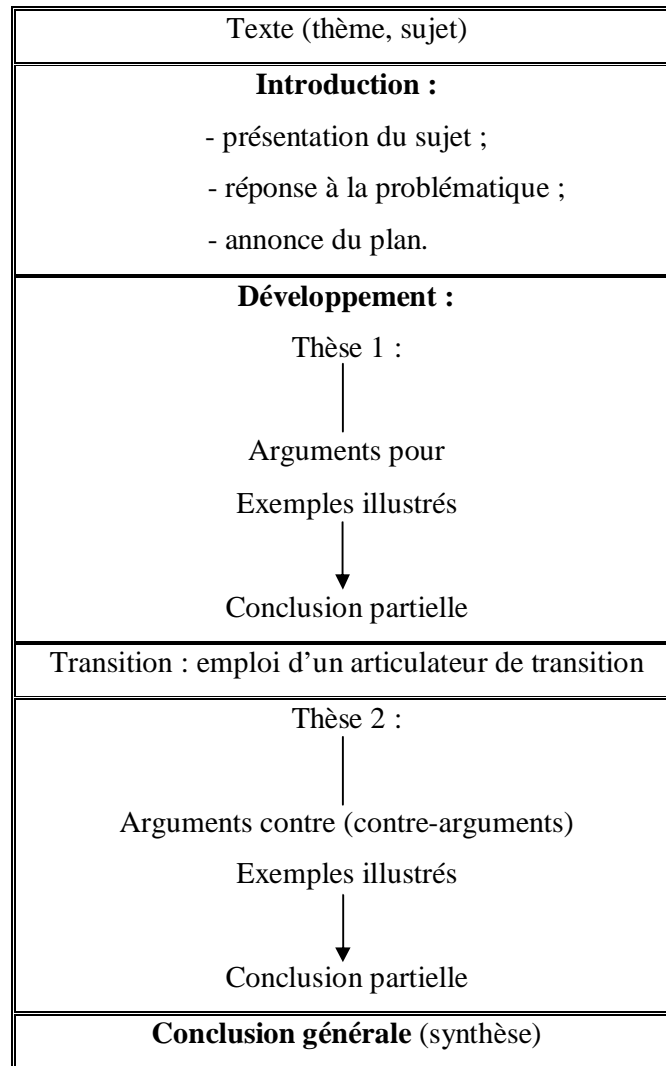 Texte (thème, sujet)
Introduction :
- présentation du sujet ;
- réponse à la problématique ;
- annonce du plan.
Développement :
Thèse 1 :
Arguments pour
Exemples illustrés
Conclusion partielle
Transition : emploi d’un articulateur de transition
Thèse 2 :
Arguments contre (contre-arguments)
Exemples illustrés
Conclusion partielle
Conclusion générale (synthèse)